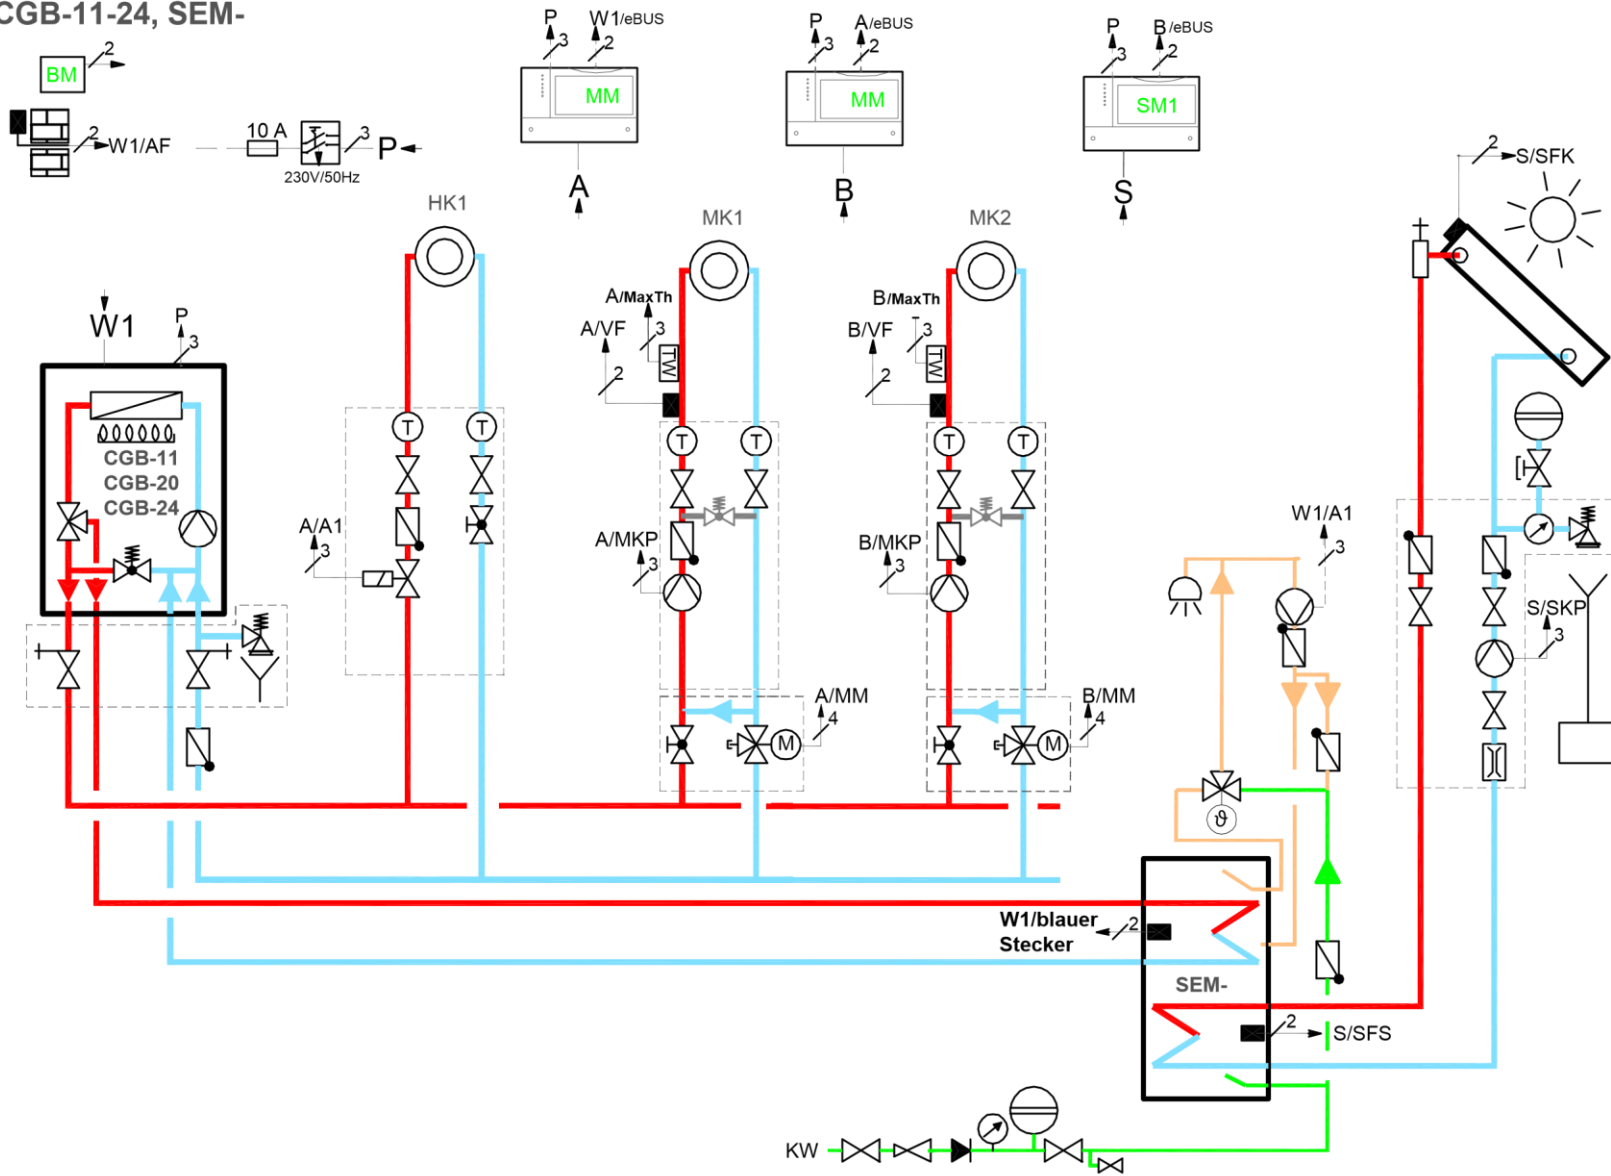 CGB-11-24, SEM-
BM
2
W1/AF
2
10 A
230V/50Hz
3
P
P
3
W1/eBUS
2
MM
A
P
3
A/eBUS
2
MM
B
P
3
B/eBUS
2
SM1
S
S/SFK
2
HK1
MK1
MK2
W1
P
3
CGB-11
CGB-20
CGB-24
A/MaxTh
3
A/VF
2
TW
B/MaxTh
3
B/VF
2
TW
T
T
T
T
T
T
A/A1
3
A/MKP
3
B/MKP
3
W1/A1
3
S/SKP
3
A/MM
4
M
B/MM
4
M
ϑ
W1/blauer
Stecker
2
SEM-
2
S/SFS
KW